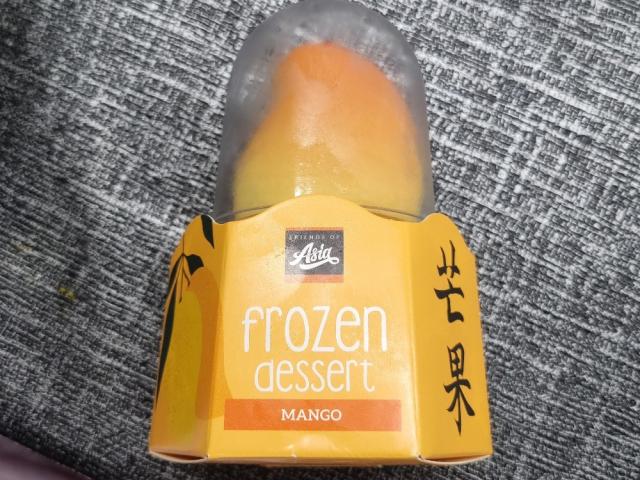 FRIENDS OF
Asia
frozen
dessert
MANGO
芒果